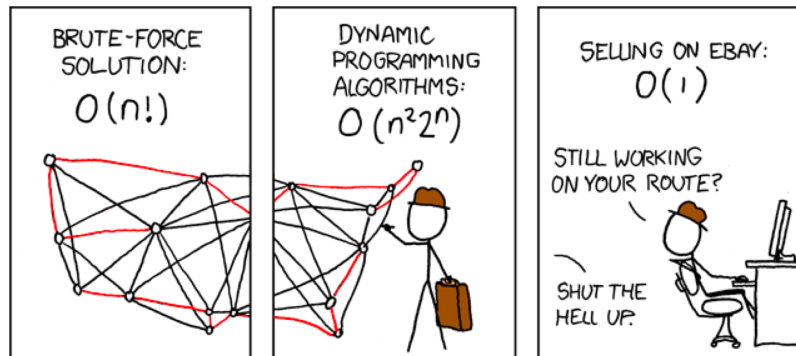 BRUTE-FORCE
SOLUTION:
O(n!)
DYNAMIC
PROGRAMMING
ALGORITHMS:
O(n²2ⁿ)
SELLING ON EBAY:
O(1)
STILL WORKING
ON YOUR ROUTE?
SHUT THE
HELL UP.